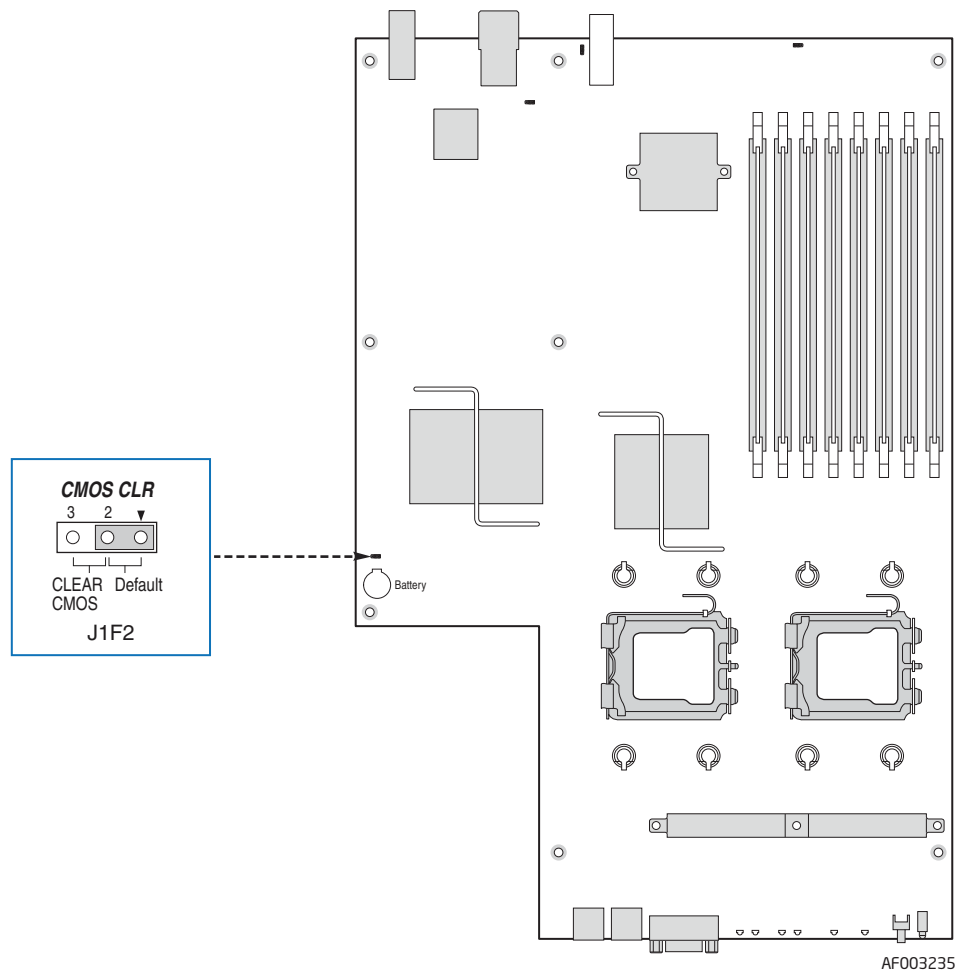 CMOS CLR
3 2
CLEAR Default
CMOS
J1F2
Battery
AF003235